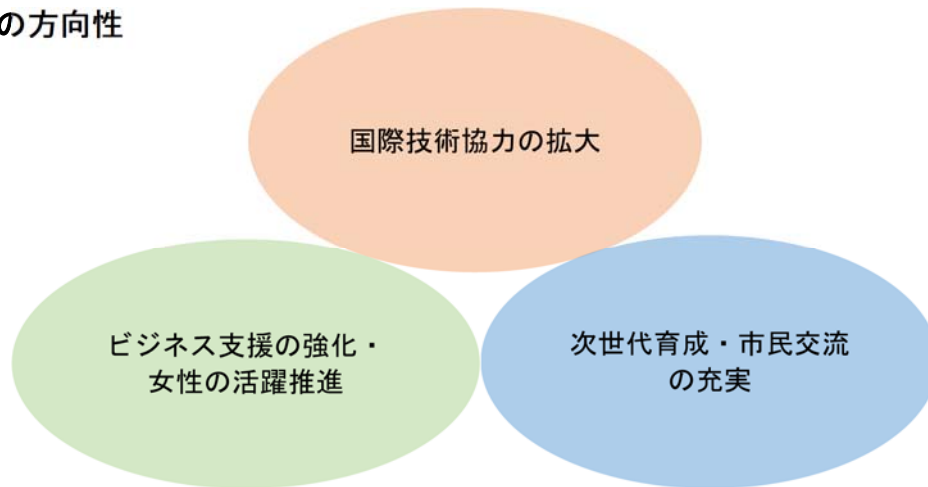 の方向性
国際技術協力の拡大
ビジネス支援の強化・
女性の活躍推進
次世代育成・市民交流
の充実